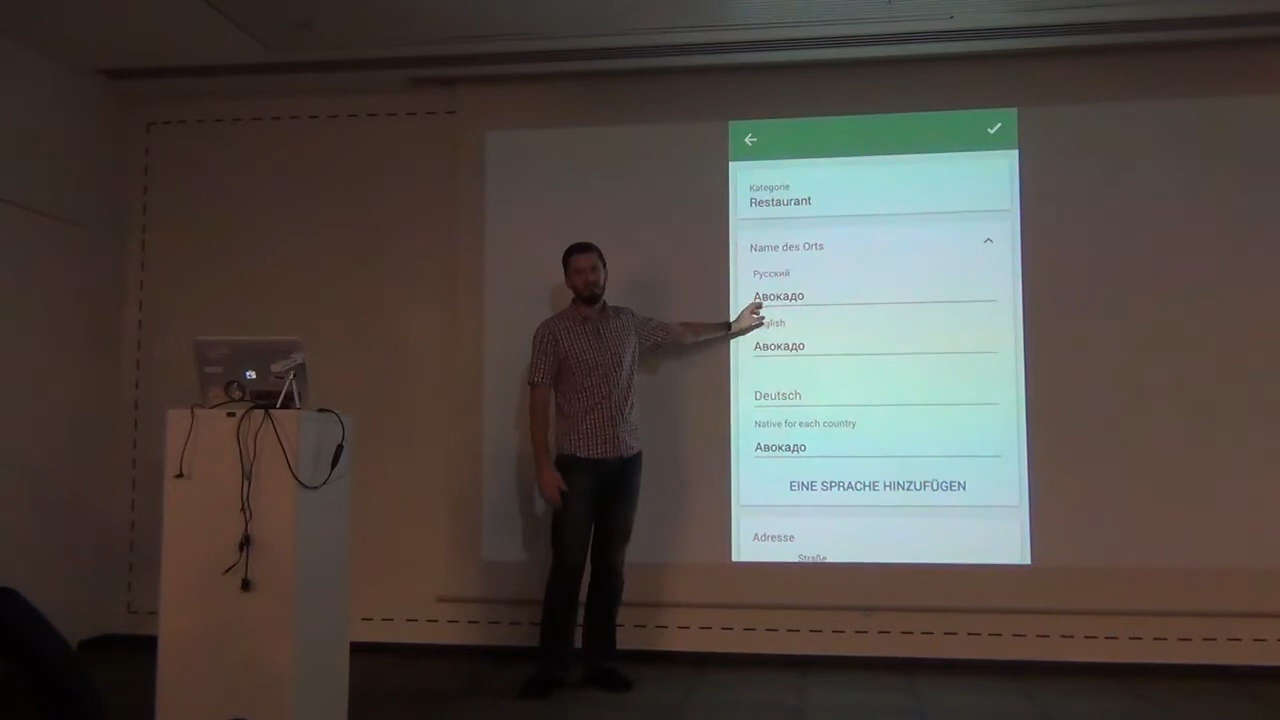 Kategorie
Restaurant
Name des Orts
Русский
Авокадо
English
Авокадо
Deutsch
Native for each country
Авокадо
EINE SPRACHE HINZUFÜGEN
Adresse
Straße